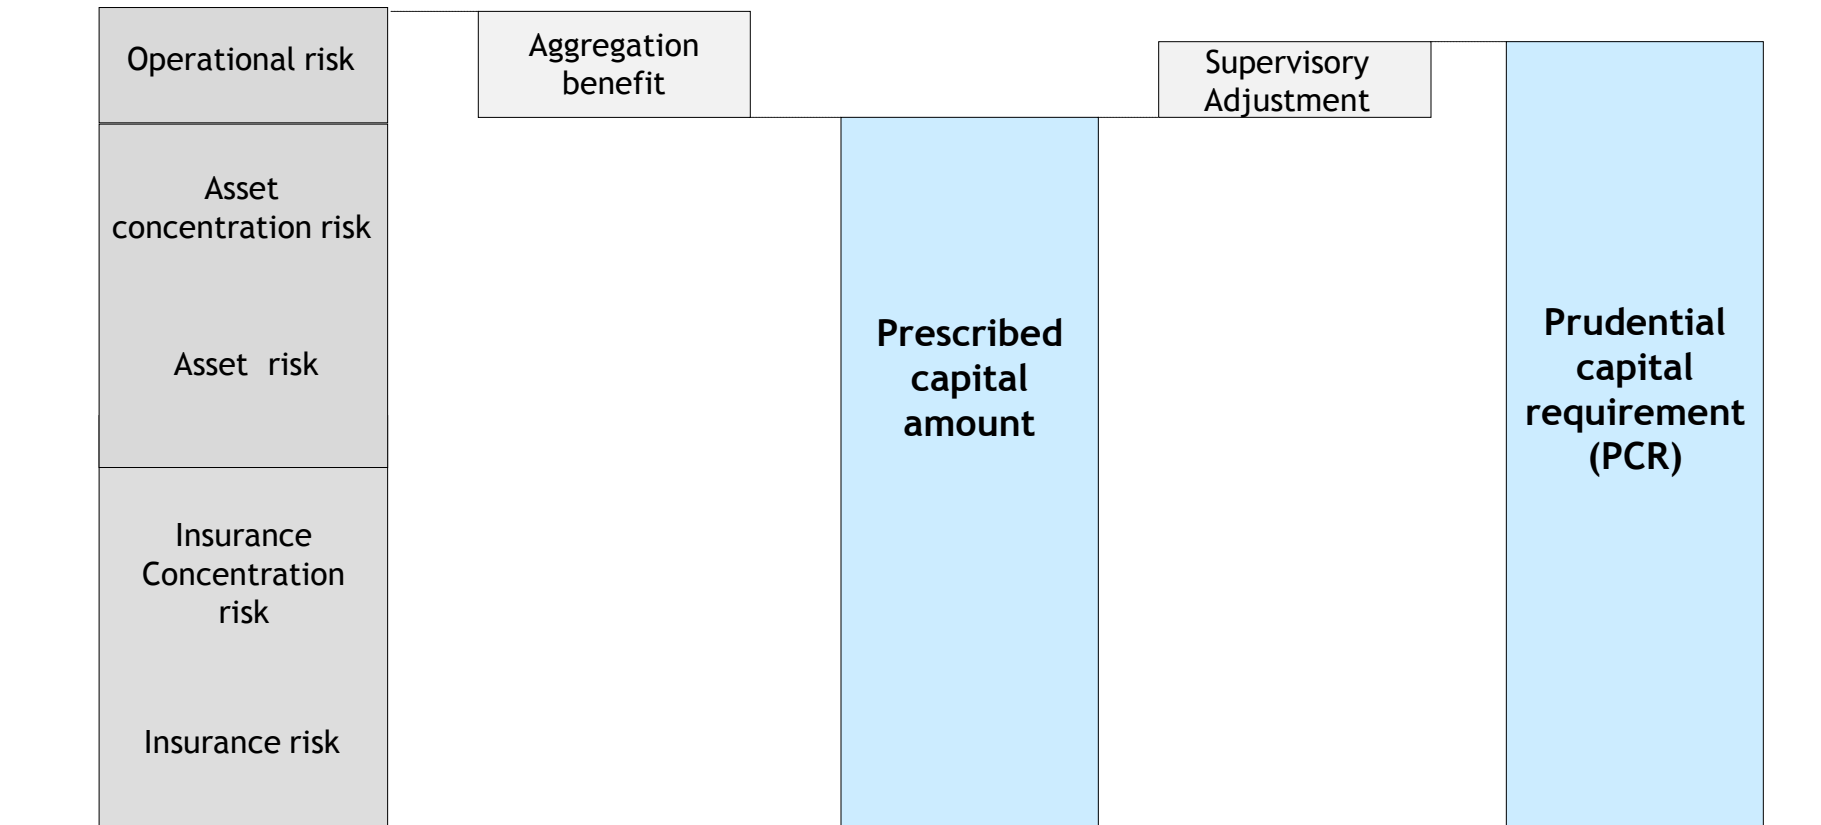 Operational risk
Asset
concentration risk
Asset  risk
Insurance
Concentration
risk
Insurance risk
Aggregation
benefit
Prescribed
capital
amount
Supervisory
Adjustment
Prudential
capital
requirement
(PCR)